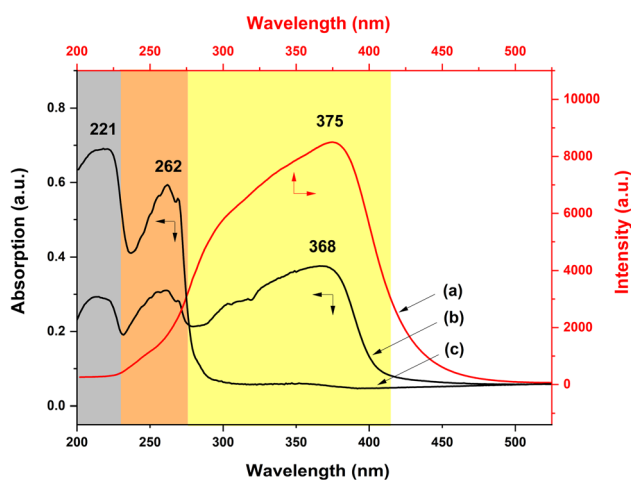 Wavelength (nm)
200 250 300 350 400 450 500
0.8
0.6
0.4
0.2
0.0
Absorption (a.u.)
221
262
375
368
(a)
(b)
(c)
10000
8000
6000
4000
2000
0
Intensity (a.u.)
200 250 300 350 400 450 500
Wavelength (nm)